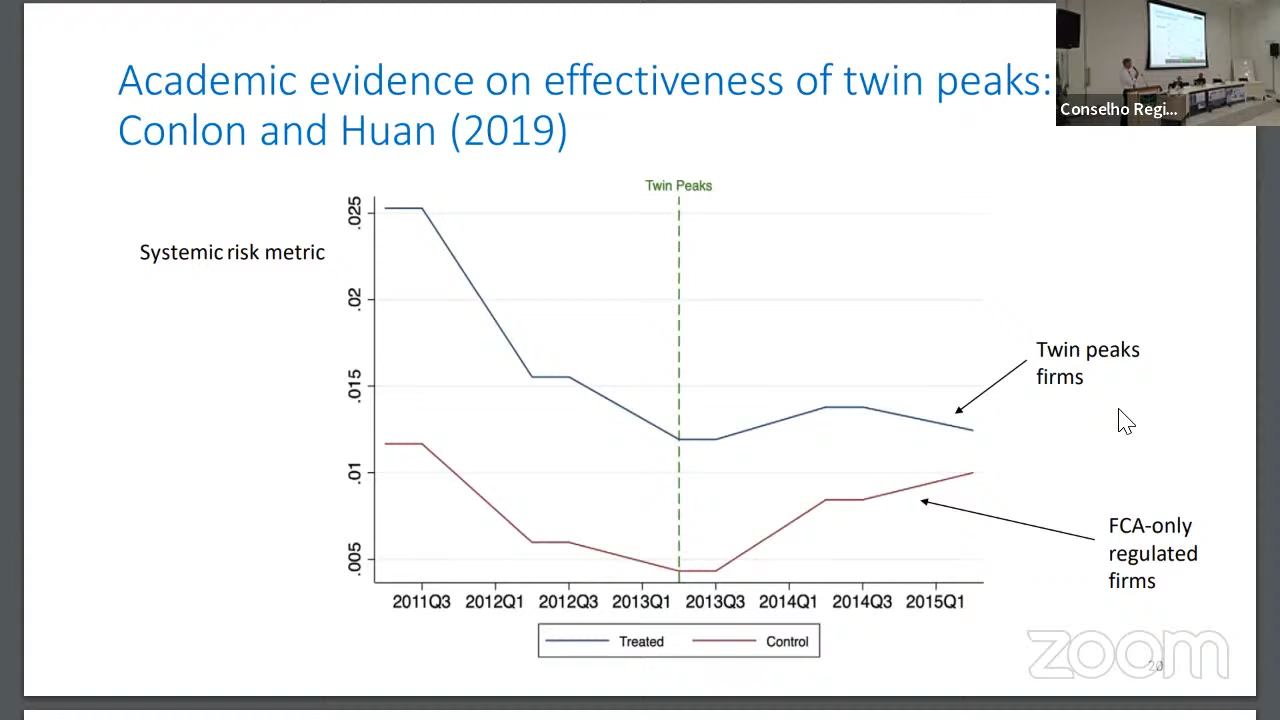 Academic evidence on effectiveness of twin peaks:
Conlon and Huan (2019)
Conselho Regi...
Twin Peaks
Systemic risk metric
.025
.02
.015
.01
.005
Twin peaks
firms
FCA-only
regulated
firms
2011Q3 2012Q1 2012Q3 2013Q1 2013Q3 2014Q1 2014Q3 2015Q1
Treated Control
zoom
20